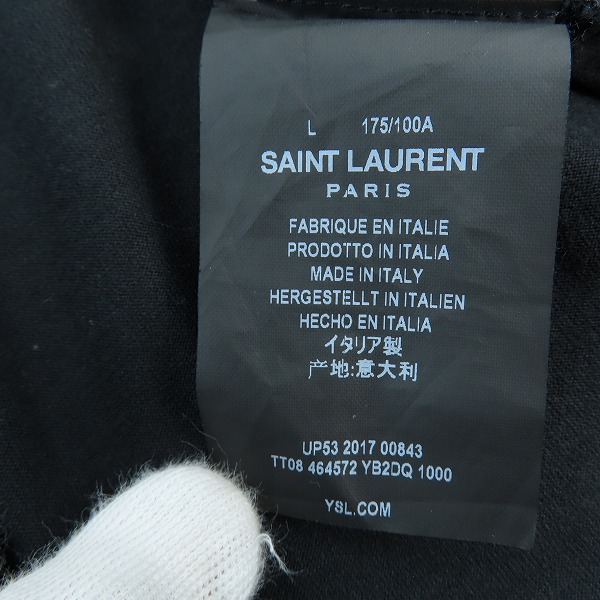 L 175/100A
SAINT LAURENT
PARIS
FABRIQUE EN ITALIE
PRODOTTO IN ITALIA
MADE IN ITALY
HERGESTELLT IN ITALIEN
HECHO EN ITALIA
イタリア製
产地:意大利
UP53 2017 00843
TT08 464572 YB2DQ 1000
YSL.COM